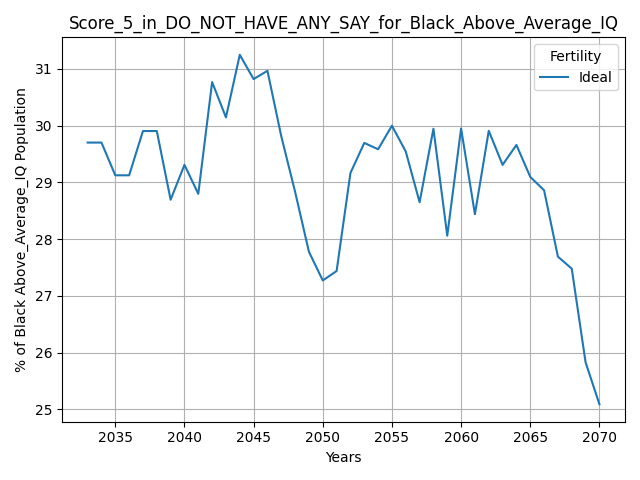 Score_5_in_DO_NOT_HAVE_ANY_SAY_for_Black_Above_Average_IQ
Fertility
Ideal
% of Black Above_Average_IQ Population
31
30
29
28
27
26
25
2035 2040 2045 2050 2055 2060 2065 2070
Years